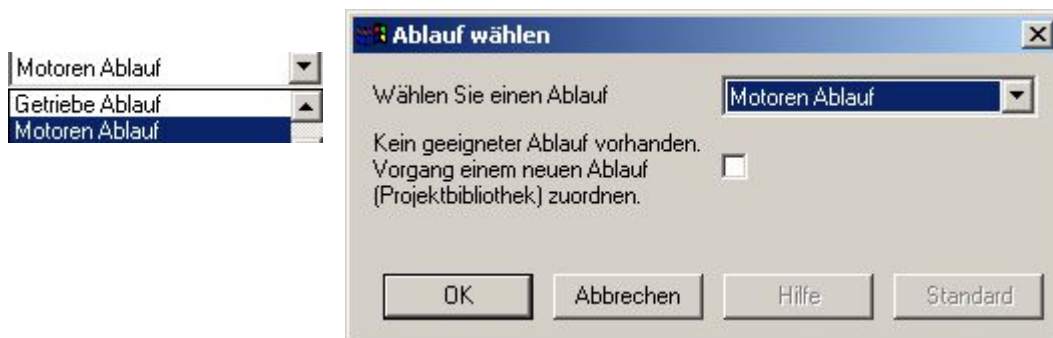 Motoren Ablauf
Getriebe Ablauf
Motoren Ablauf
Ablauf wählen
Wählen Sie einen Ablauf
Motoren Ablauf
Kein geeigneter Ablauf vorhanden.
Vorgang einem neuen Ablauf
(Projektbibliothek) zuordnen.
OK
Abbrechen
Hilfe
Standard